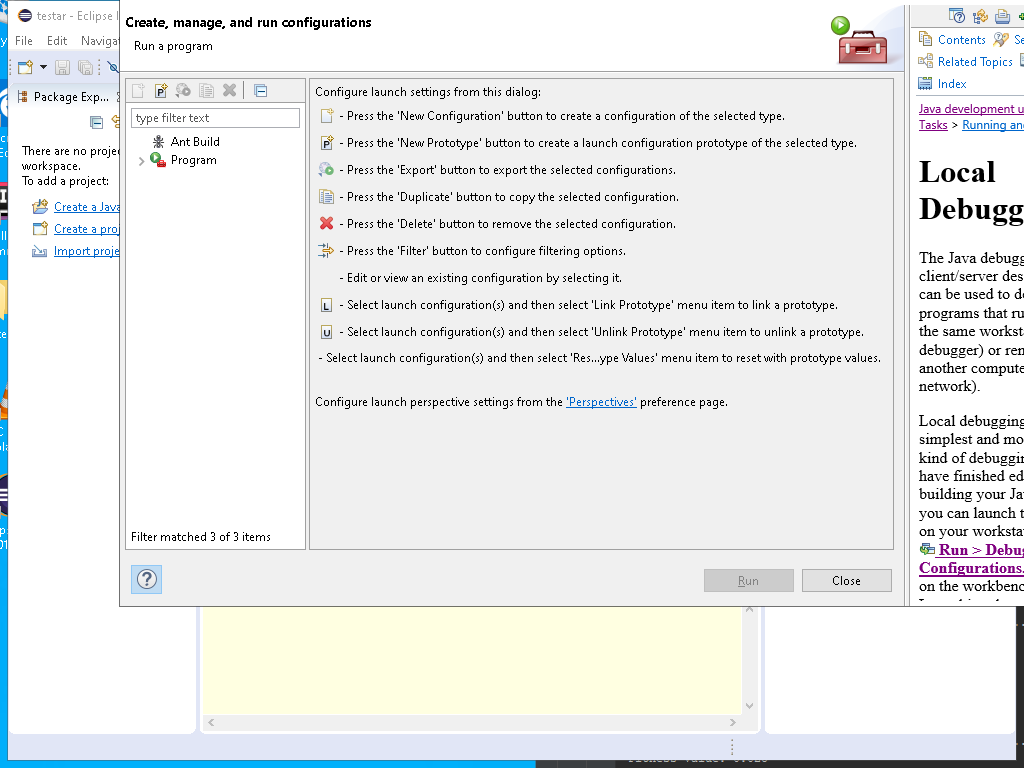 testar - Eclipse I
File Edit Navigat
Package Exp...
There are no projec
workspace.
To add a project:
Create a Java
Create a proj
Import proje
Create, manage, and run configurations
Run a program
type filter text
Ant Build
Program
Filter matched 3 of 3 items
Configure launch settings from this dialog:
- Press the 'New Configuration' button to create a configuration of the selected type.
- Press the 'New Prototype' button to create a launch configuration prototype of the selected type.
- Press the 'Export' button to export the selected configurations.
- Press the 'Duplicate' button to copy the selected configuration.
- Press the 'Delete' button to remove the selected configuration.
- Press the 'Filter' button to configure filtering options.
- Edit or view an existing configuration by selecting it.
- Select launch configuration(s) and then select 'Link Prototype' menu item to link a prototype.
- Select launch configuration(s) and then select 'Unlink Prototype' menu item to unlink a prototype.
- Select launch configuration(s) and then select 'Res...ype Values' menu item to reset with prototype values.
Configure launch perspective settings from the 'Perspectives' preference page.
Run Close
Contents Se
Related Topics
Index
Java development u
Tasks > Running an
Local
Debugg
The Java debugg
client/server des
can be used to de
programs that ru
the same worksta
debugger) or rem
another compute
network).
Local debugging
simplest and mo
kind of debuggin
have finished ed
building your Ja
you can launch t
on your worksta
Run > Debug
Configurations.
on the workbenc